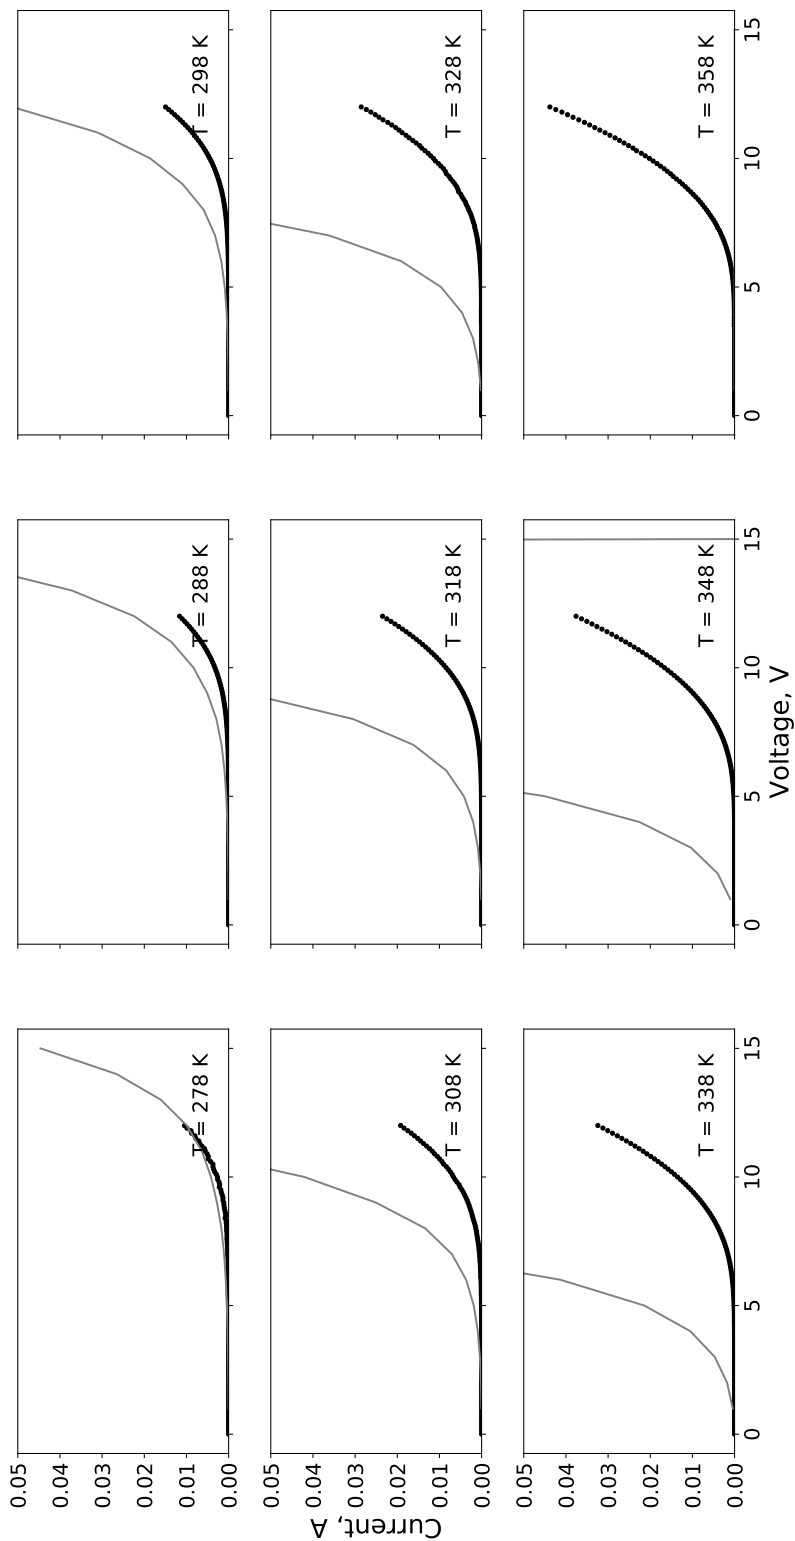 Current, A
0.05
0.04
0.03
0.02
0.01
0.00
T = 278 K
T = 288 K
T = 298 K
0.05
0.04
0.03
0.02
0.01
0.00
T = 308 K
T = 318 K
T = 328 K
0.05
0.04
0.03
0.02
0.01
0.00
T = 338 K
T = 348 K
T = 358 K
0 5 10 15
0 5 10 15
0 5 10 15
Voltage, V